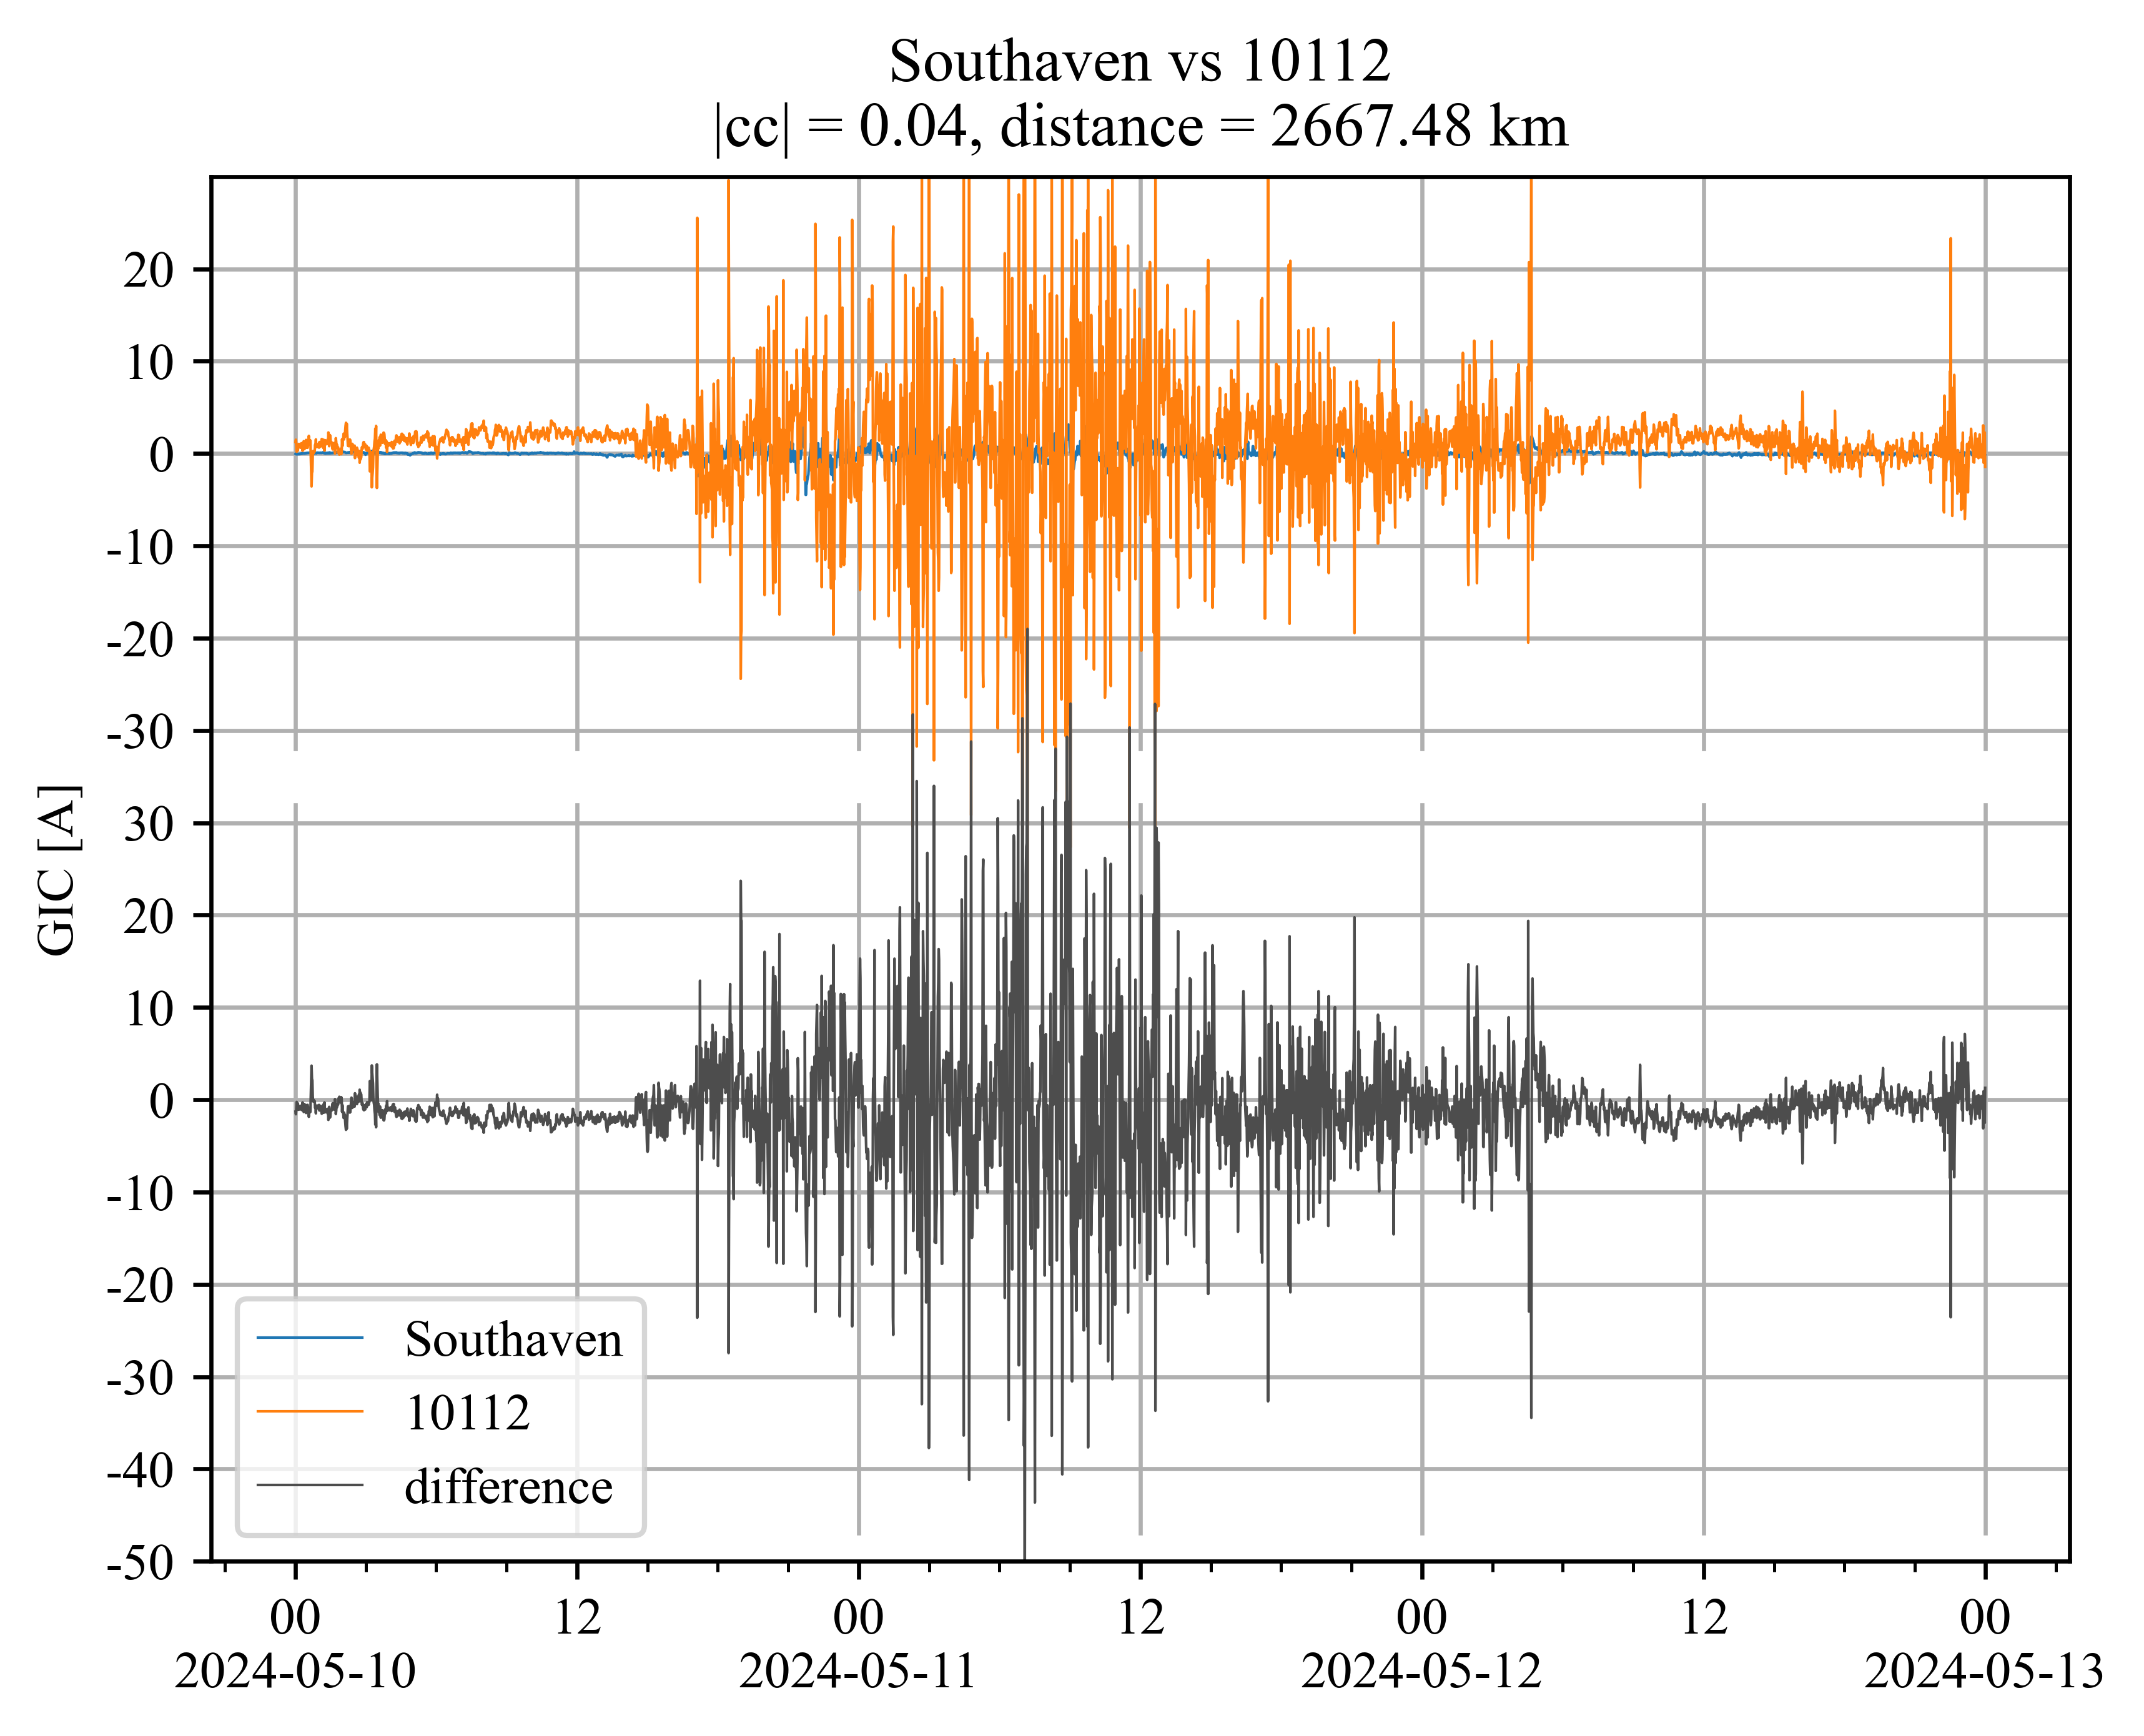 Southaven vs 10112
|cc| = 0.04, distance = 2667.48 km
20
10
0
-10
-20
-30
30
20
10
0
-10
-20
-30
-40
-50
GIC [A]
Southaven
10112
difference
00 12 00 12 00 12 00
2024-05-10 2024-05-11 2024-05-12 2024-05-13